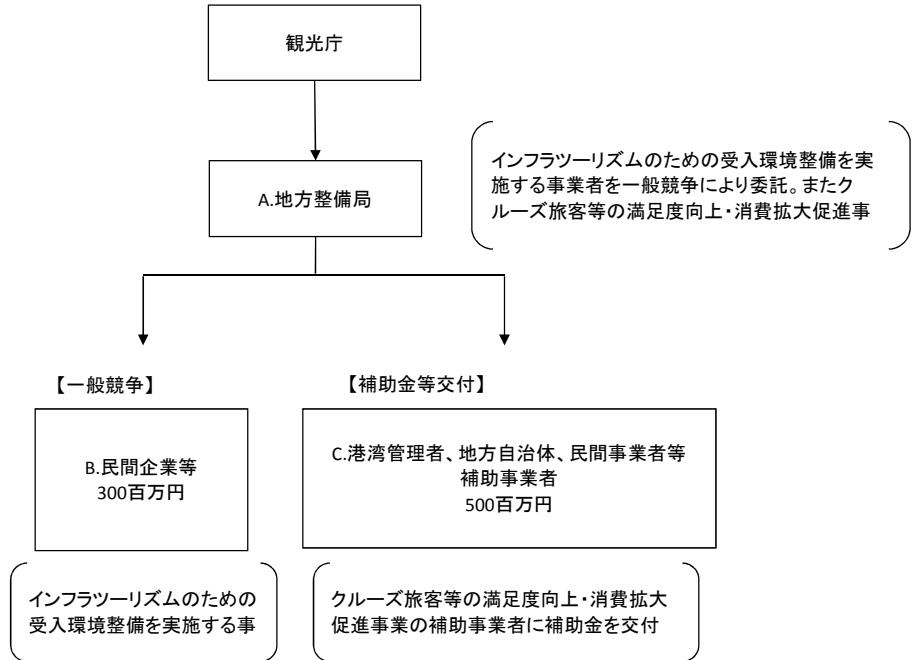 観光庁
A.地方整備局
インフラツーリズムのための受入環境整備を実
施する事業者を一般競争により委託。またク
ルーズ旅客等の満足度向上・消費拡大促進事
【一般競争】
【補助金等交付】
B.民間企業等
300百万円
C.港湾管理者、地方自治体、民間事業者等
補助事業者
500百万円
インフラツーリズムのための
受入環境整備を実施する事
クルーズ旅客等の満足度向上・消費拡大
促進事業の補助事業者に補助金を交付